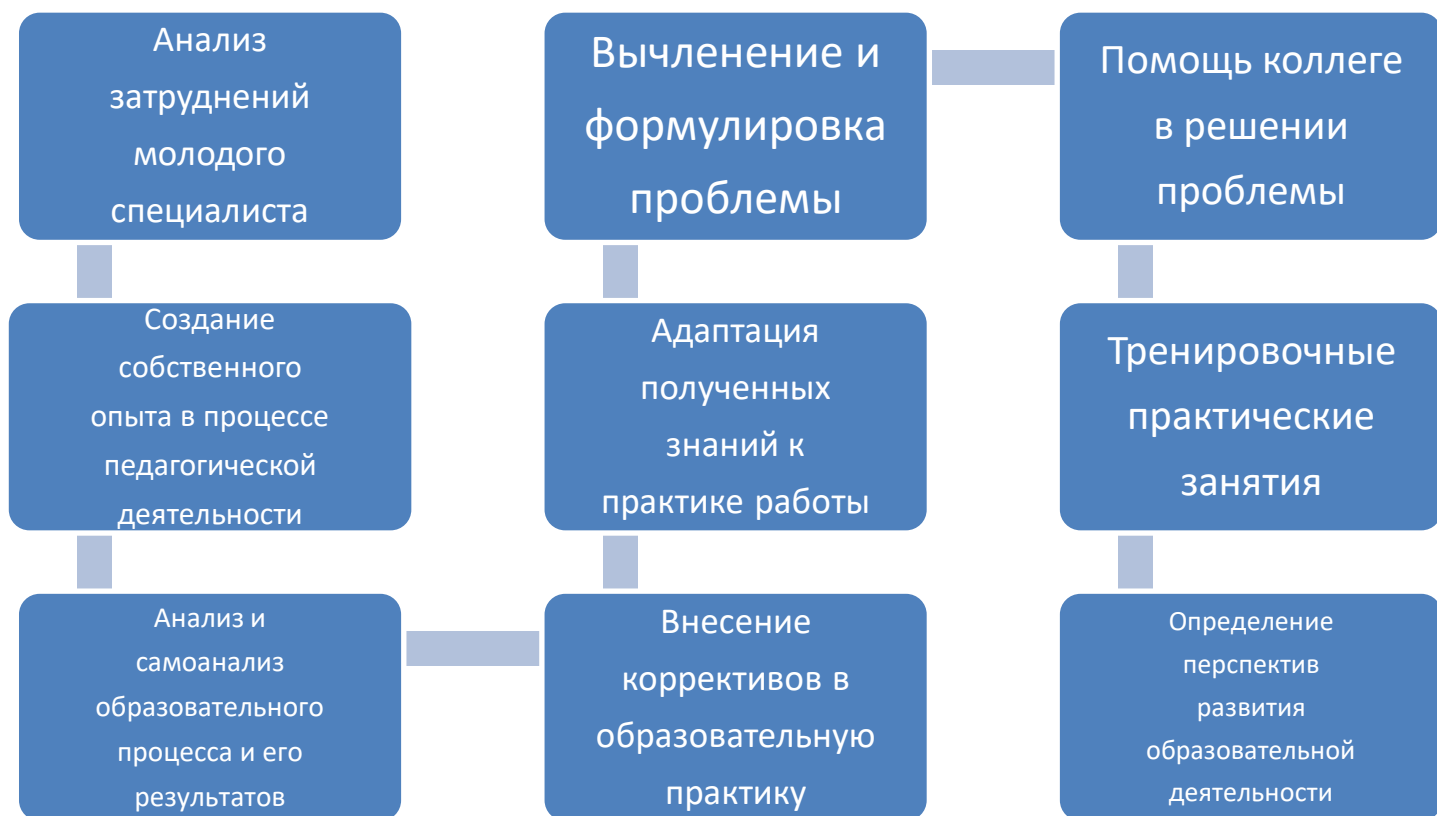 Анализ
затруднений
молодого
специалиста
Создание
собственного
опыта в процессе
педагогической
деятельности
Анализ и
самоанализ
образовательного
процесса и его
результатов
Внесение
коррективов в
образовательную
практику
Адаптация
полученных
знаний к
практике работы
Вычленение и
формулировка
проблемы
Помощь коллеге
в решении
проблемы
Тренировочные
практические
занятия
Определение
перспектив
развития
образовательной
деятельности